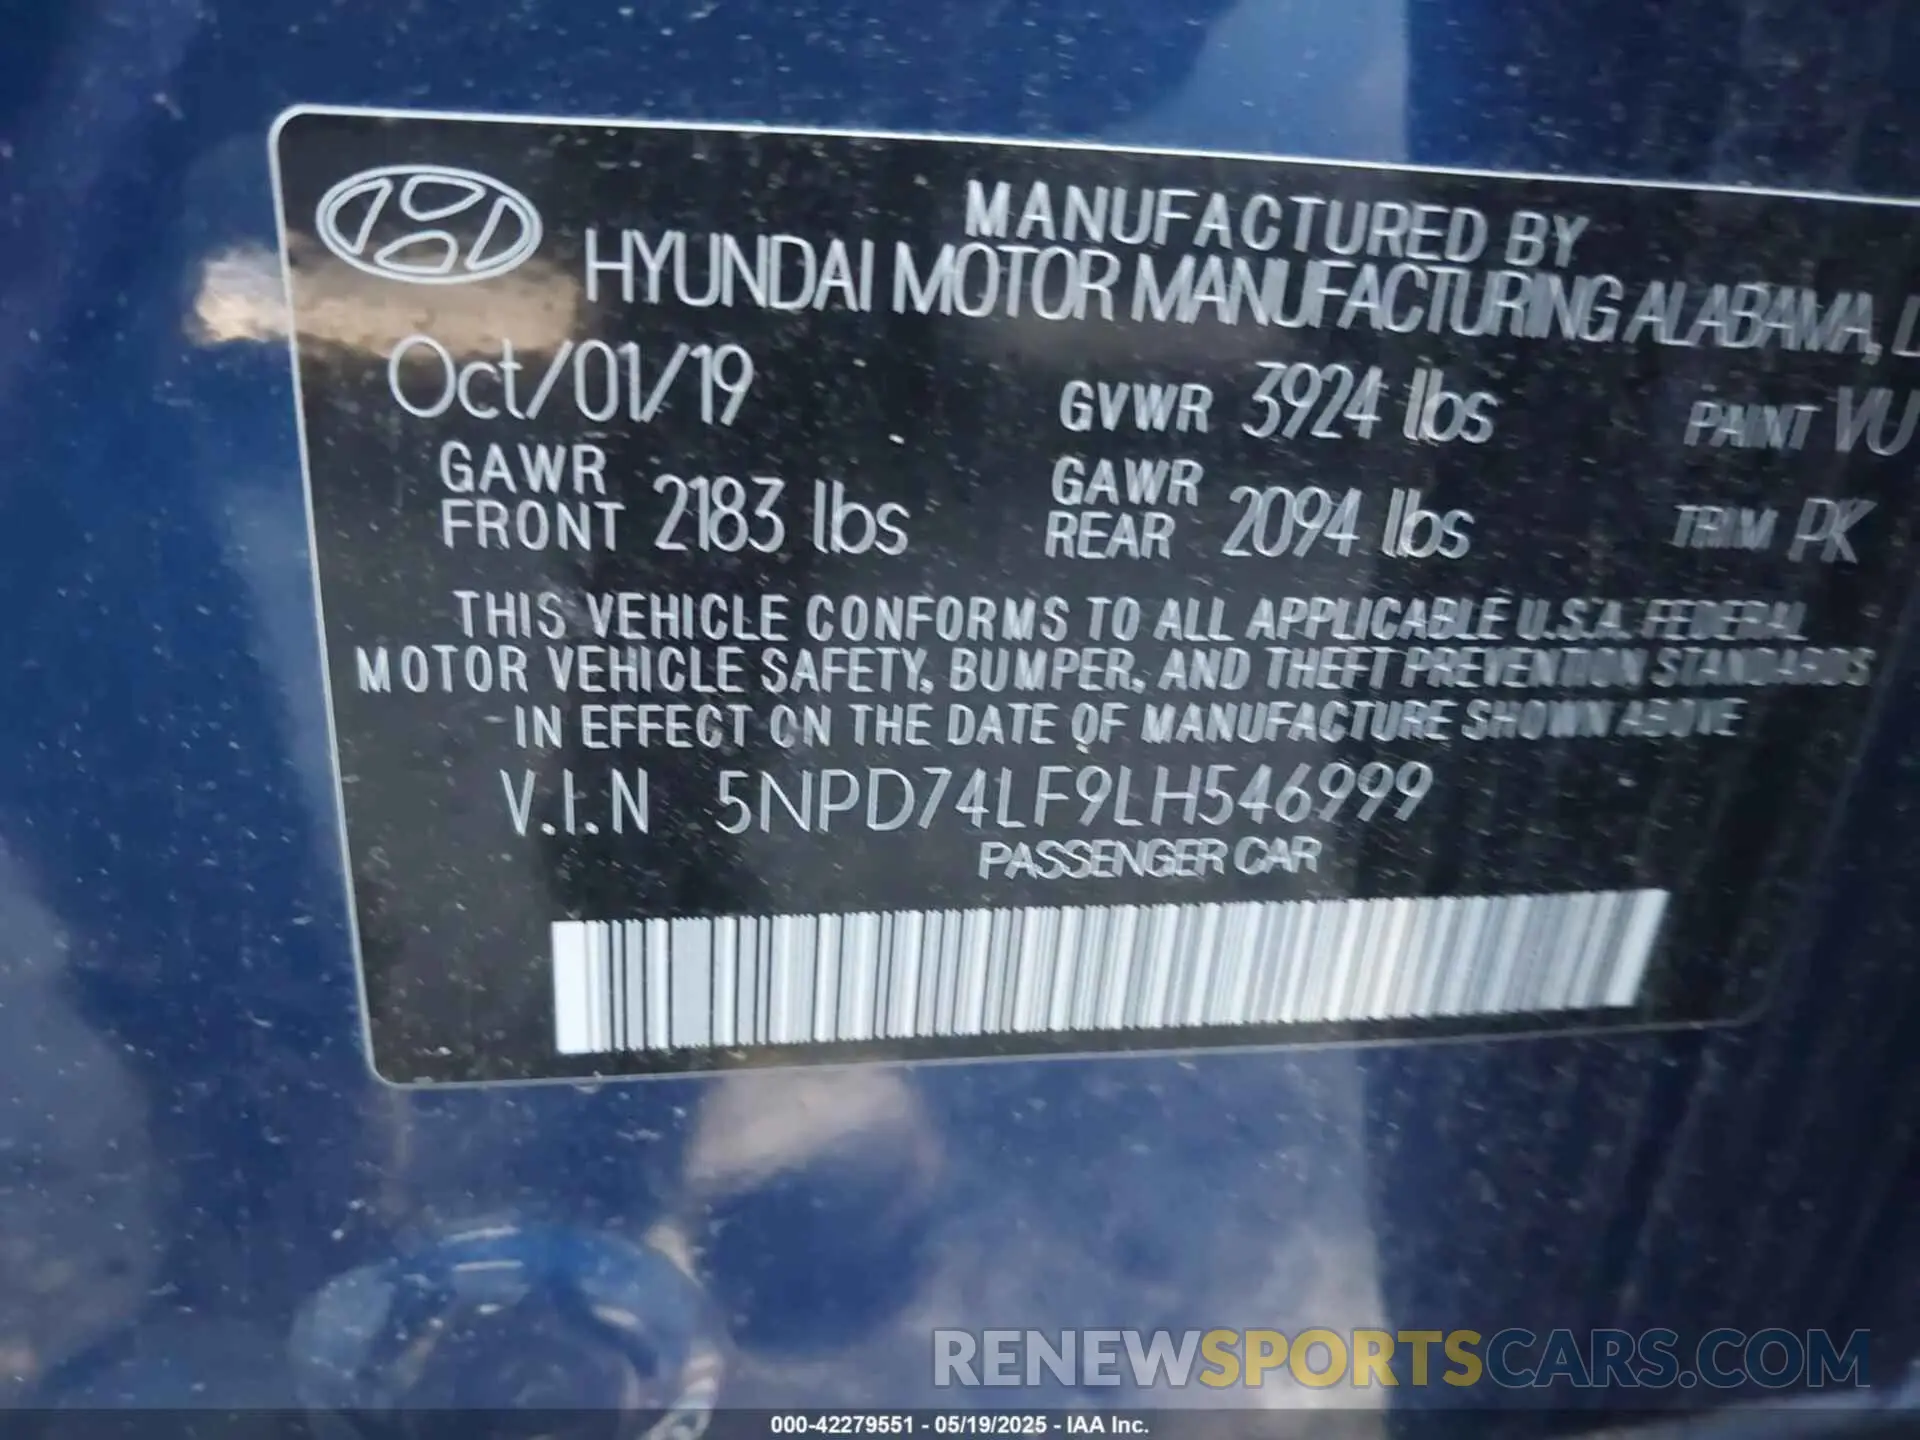 MANUFACTURED BY
HYUNDAI MOTOR MANUFACTURING ALABAMA, L
Oct/01/19 GVWR 3924 lbs PAINT VU
GAWR FRONT 2183 lbs GAWR REAR 2094 lbs TRIM PK
THIS VEHICLE CONFORMS TO ALL APPLICABLE U.S.A. FEDERAL
MOTOR VEHICLE SAFETY, BUMPER, AND THEFT PREVENTION STANDARDS
IN EFFECT ON THE DATE OF MANUFACTURE SHOWN ABOVE
V.I.N 5NPD74LF9LH546999
PASSENGER CAR
RENEWSPORTSCARS.COM
000-42279551 - 05/19/2025 - IAA Inc.